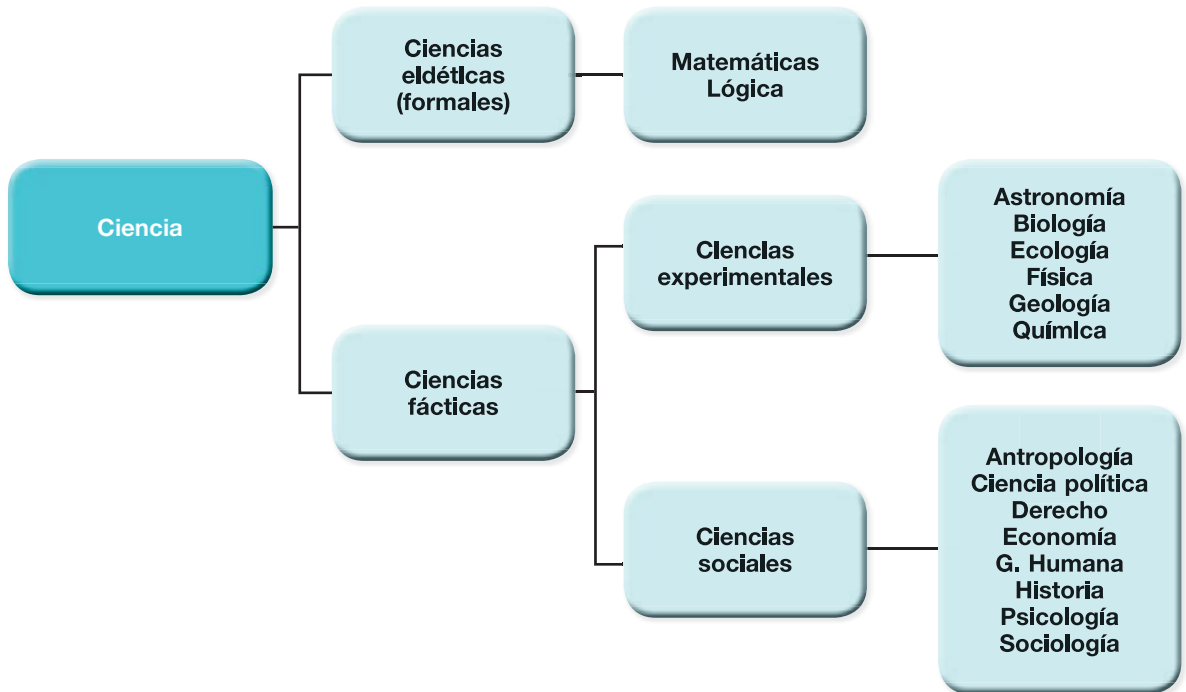 Ciencia
Ciencias
eldétIcas
(formales)
Matemáticas
Lógica
Ciencias
fácticas
CIencIas
experimentales
Astronomía
Biología
Ecología
Física
Geología
QuímIca
Ciencias
sociales
Antropología
Ciencia política
Derecho
Economía
G. Humana
Historia
Psicología
Sociología